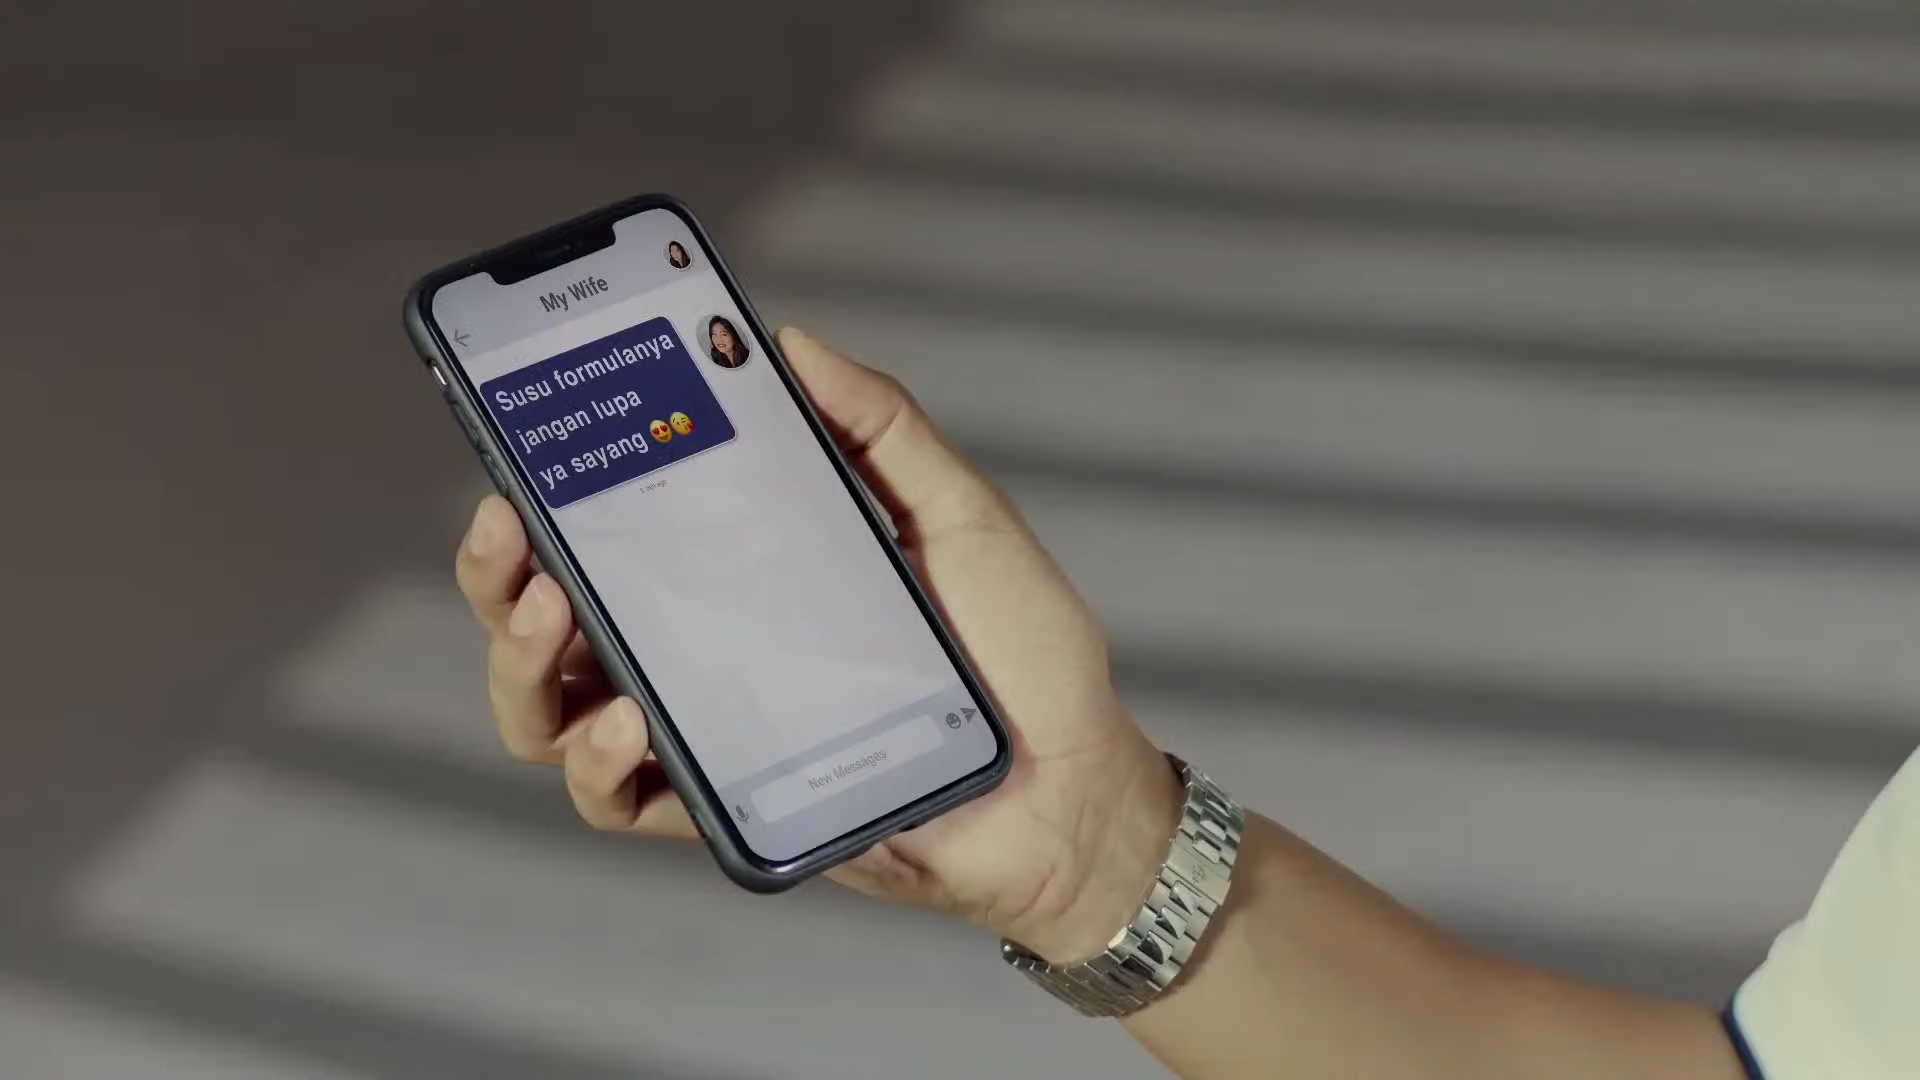 My Wife
Susu formulanya
jangan lupa
ya sayang 😍😘
New Messages